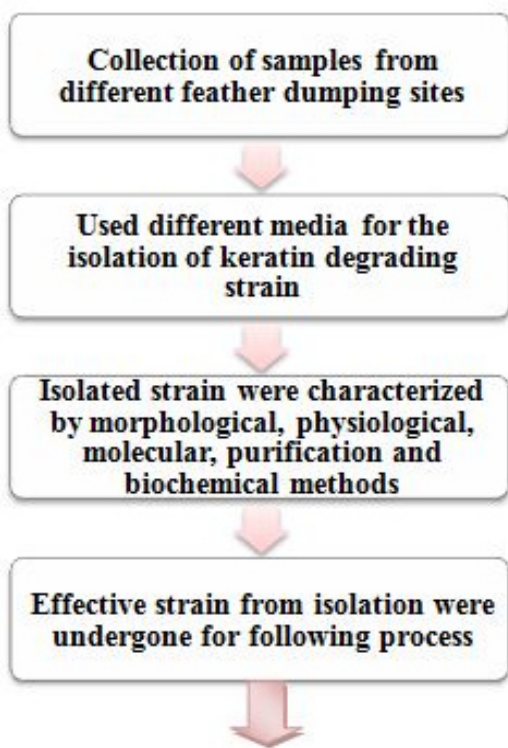 Collection of samples from
different feather dumping sites
Used different media for the
isolation of keratin degrading
strain
Isolated strain were characterized
by morphological, physiological,
molecular, purification and
biochemical methods
Effective strain from isolation were
undergone for following process